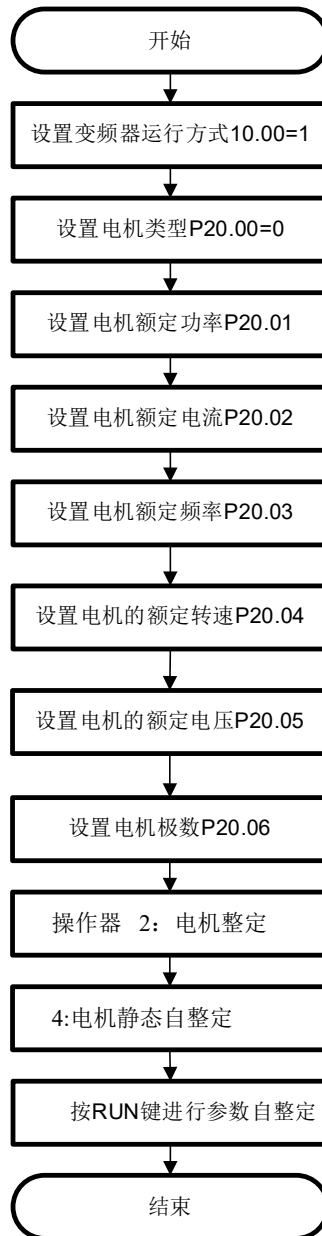 开始
设置变频器运行方式10.00=1
设置电机类型P20.00=0
设置电机额定功率P20.01
设置电机额定电流P20.02
设置电机额定频率P20.03
设置电机的额定转速P20.04
设置电机的额定电压P20.05
设置电机极数P20.06
操作器 2：电机整定
4:电机静态自整定
按RUN键进行参数自整定
结束